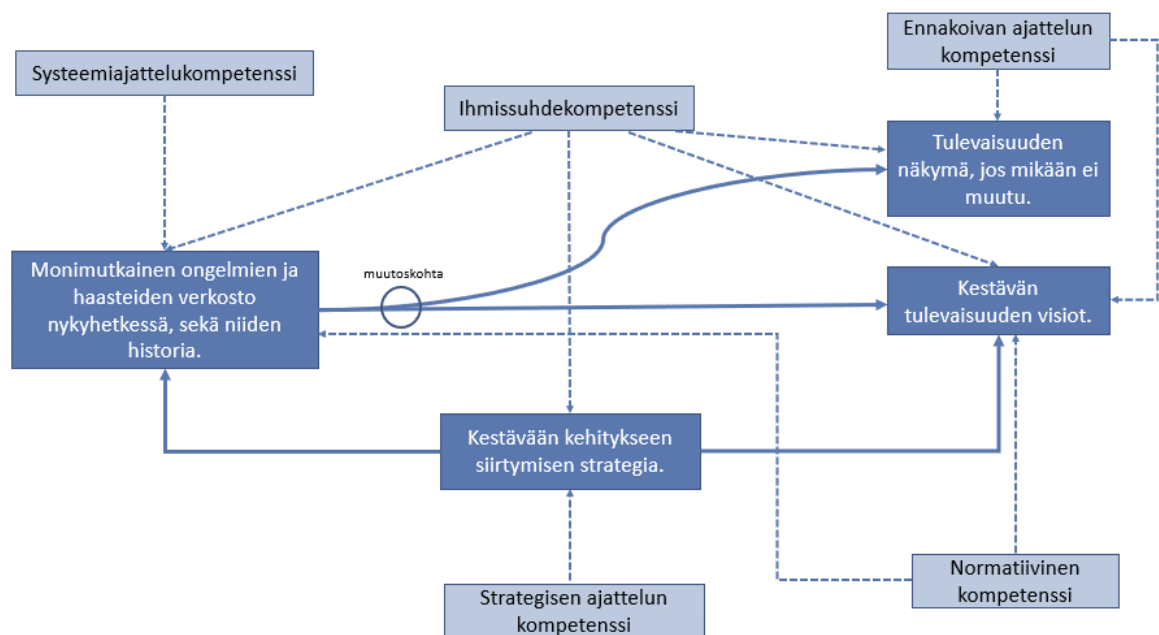 Ennakoivan ajattelun
kompetenssi
Systeemiajattelukompetenssi
Ihmissuhdekompetenssi
Tulevaisuuden
näkymä, jos mikään ei
muutu.
Monimutkainen ongelmien ja
haasteiden verkosto
nykyhetkessä, sekä niiden
historia.
muutoskohta
Kestävän
tulevaisuuden visiot.
Kestävään kehitykseen
siirtymisen strategia.
Strategisen ajattelun
kompetenssi
Normatiivinen
kompetenssi